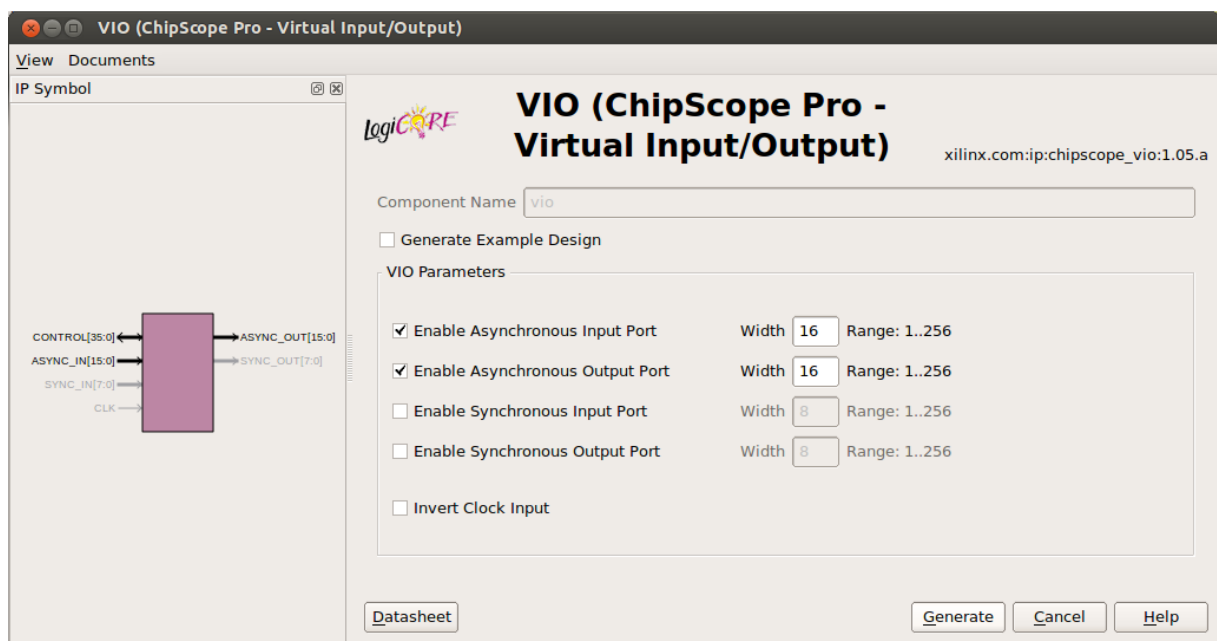 VIO (ChipScope Pro - Virtual Input/Output)
View Documents
IP Symbol
CONTROL[35:0]
ASYNC_IN[15:0]
SYNC_IN[7:0]
CLK
ASYNC_OUT[15:0]
SYNC_OUT[7:0]
LogiCORE
VIO (ChipScope Pro -
Virtual Input/Output)
xilinx.com:ip:chipscope_vio:1.05.a
Component Name vio
Generate Example Design
VIO Parameters
Enable Asynchronous Input Port Width 16 Range: 1..256
Enable Asynchronous Output Port Width 16 Range: 1..256
Enable Synchronous Input Port Width 8 Range: 1..256
Enable Synchronous Output Port Width 8 Range: 1..256
Invert Clock Input
Datasheet Generate Cancel Help